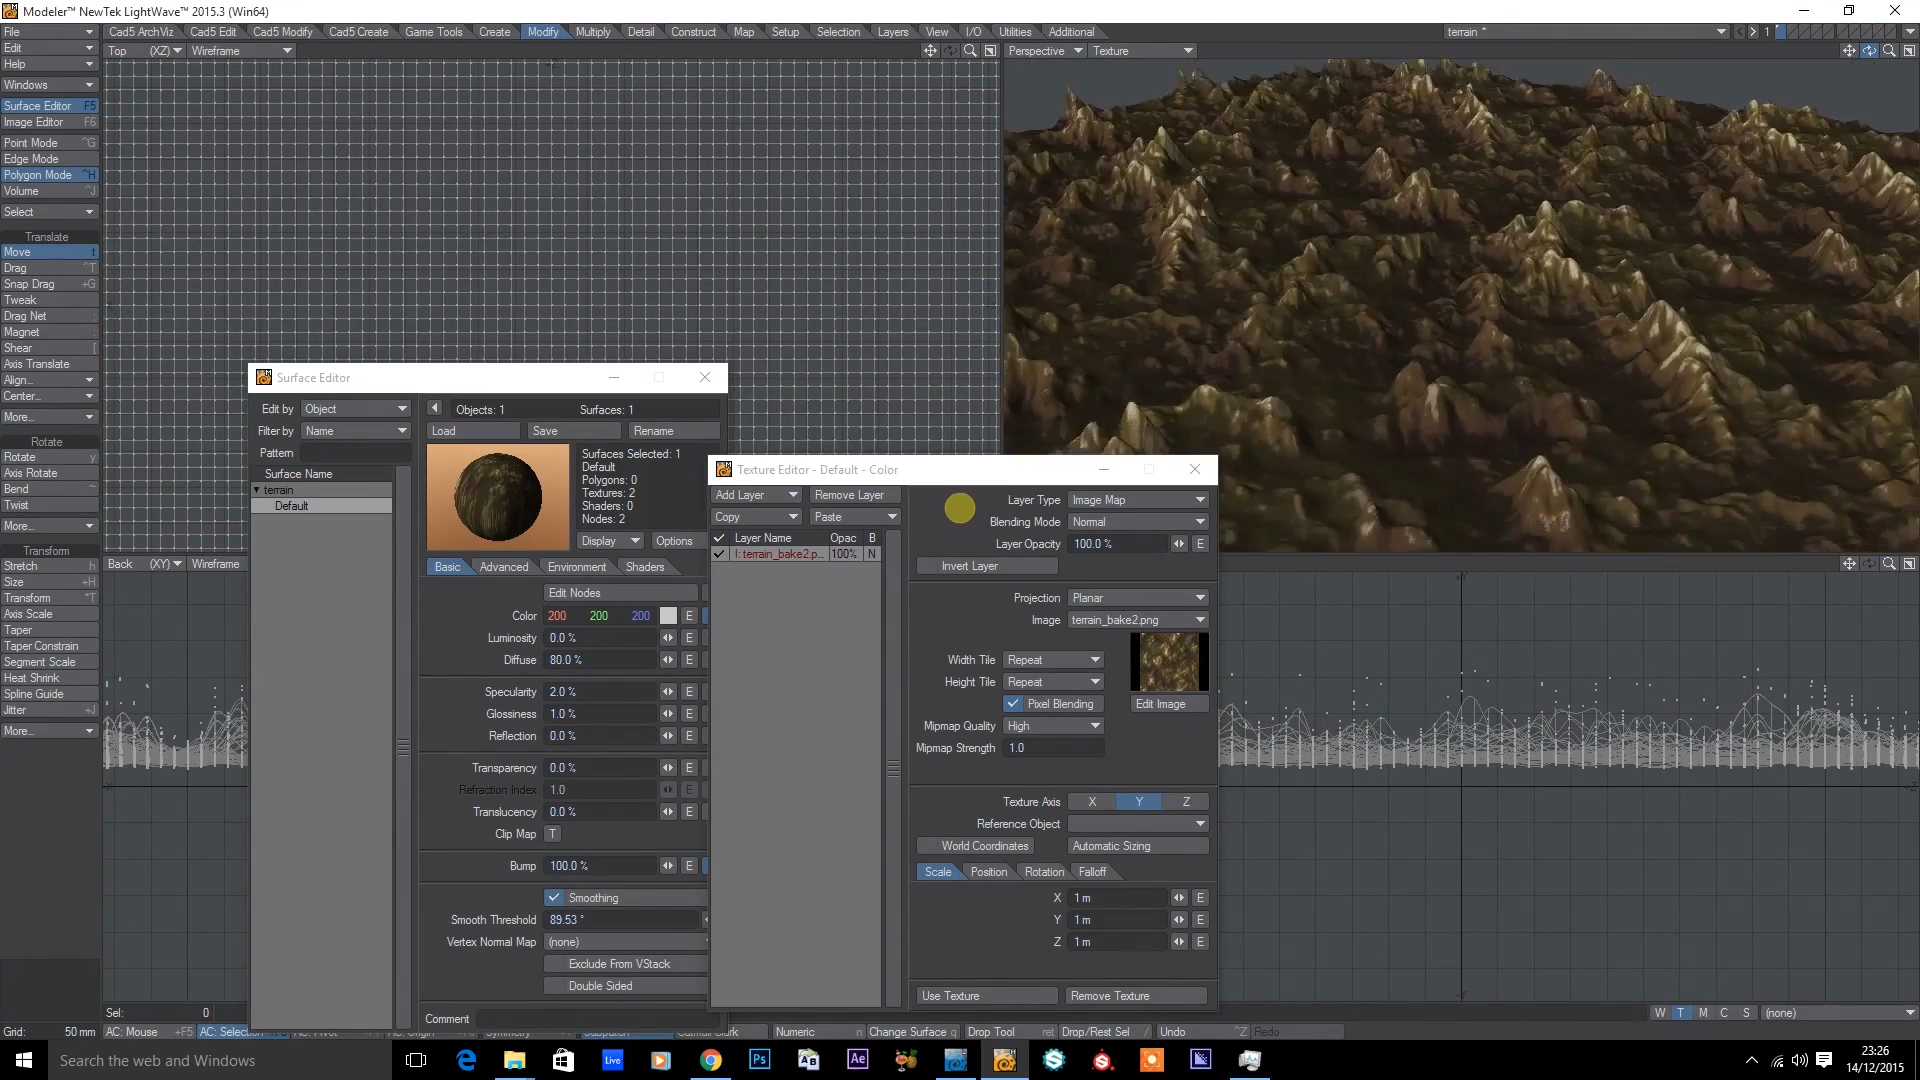 Modeler™ NewTek LightWave™ 2015.3 (Win64)
File Cad5 ArchViz Cad5 Edit Cad5 Modify Cad5 Create Game Tools Create Modify Multiply Detail Construct Map Setup Selection Layers View I/O Utilities Additional terrain * 1
Edit Top (XZ) Wireframe Perspective Texture
Help
Windows
Surface Editor F5
Image Editor F6
Point Mode ^G
Edge Mode
Polygon Mode ^H
Volume ^J
Select
Translate
Move t
Drag ^T
Snap Drag +G
Tweak
Drag Net ;
Magnet :
Shear [
Axis Translate
Align...
Center...
More...
Rotate
Rotate y
Axis Rotate
Bend ~
Twist
More...
Transform
Stretch h
Size +H
Transform *T
Axis Scale
Taper
Taper Constrain
Segment Scale
Heat Shrink
Spline Guide
Jitter +J
More...
Back (XY) Wireframe
Surface Editor
Edit by Object
Filter by Name
Pattern
Surface Name
terrain
Default
Objects: 1 Surfaces: 1
Load Save Rename
Surfaces Selected: 1
Default
Polygons: 0
Textures: 2
Shaders: 0
Nodes: 2
Display Options
Basic Advanced Environment Shaders
Edit Nodes
Color 200 200 200 E
Luminosity 0.0 % E
Diffuse 80.0 % E
Specularity 2.0 % E
Glossiness 1.0 % E
Reflection 0.0 % E
Transparency 0.0 % E
Refraction Index 1.0 E
Translucency 0.0 % E
Clip Map T
Bump 100.0 % E
Smoothing
Smooth Threshold 89.53 °
Vertex Normal Map (none)
Exclude From VStack
Double Sided
Comment
Texture Editor - Default - Color
Add Layer Remove Layer
Copy Paste
Layer Name Opac B
I: terrain_bake2.p... 100% N
Layer Type Image Map
Blending Mode Normal
Layer Opacity 100.0 % E
Invert Layer
Projection Planar
Image terrain_bake2.png
Width Tile Repeat
Height Tile Repeat
Pixel Blending Edit Image
Mipmap Quality High
Mipmap Strength 1.0
Texture Axis X Y Z
Reference Object
World Coordinates Automatic Sizing
Scale Position Rotation Falloff
X 1 m E
Y 1 m E
Z 1 m E
Use Texture Remove Texture
Sel: 0 W T M C S (none)
Grid: 50 mm AC: Mouse +F5 AC: Selection Numeric n Change Surface q Drop Tool ret Drop/Rest Sel / Undo ^Z Redo
Search the web and Windows Live Ps Ae
23:26
14/12/2015